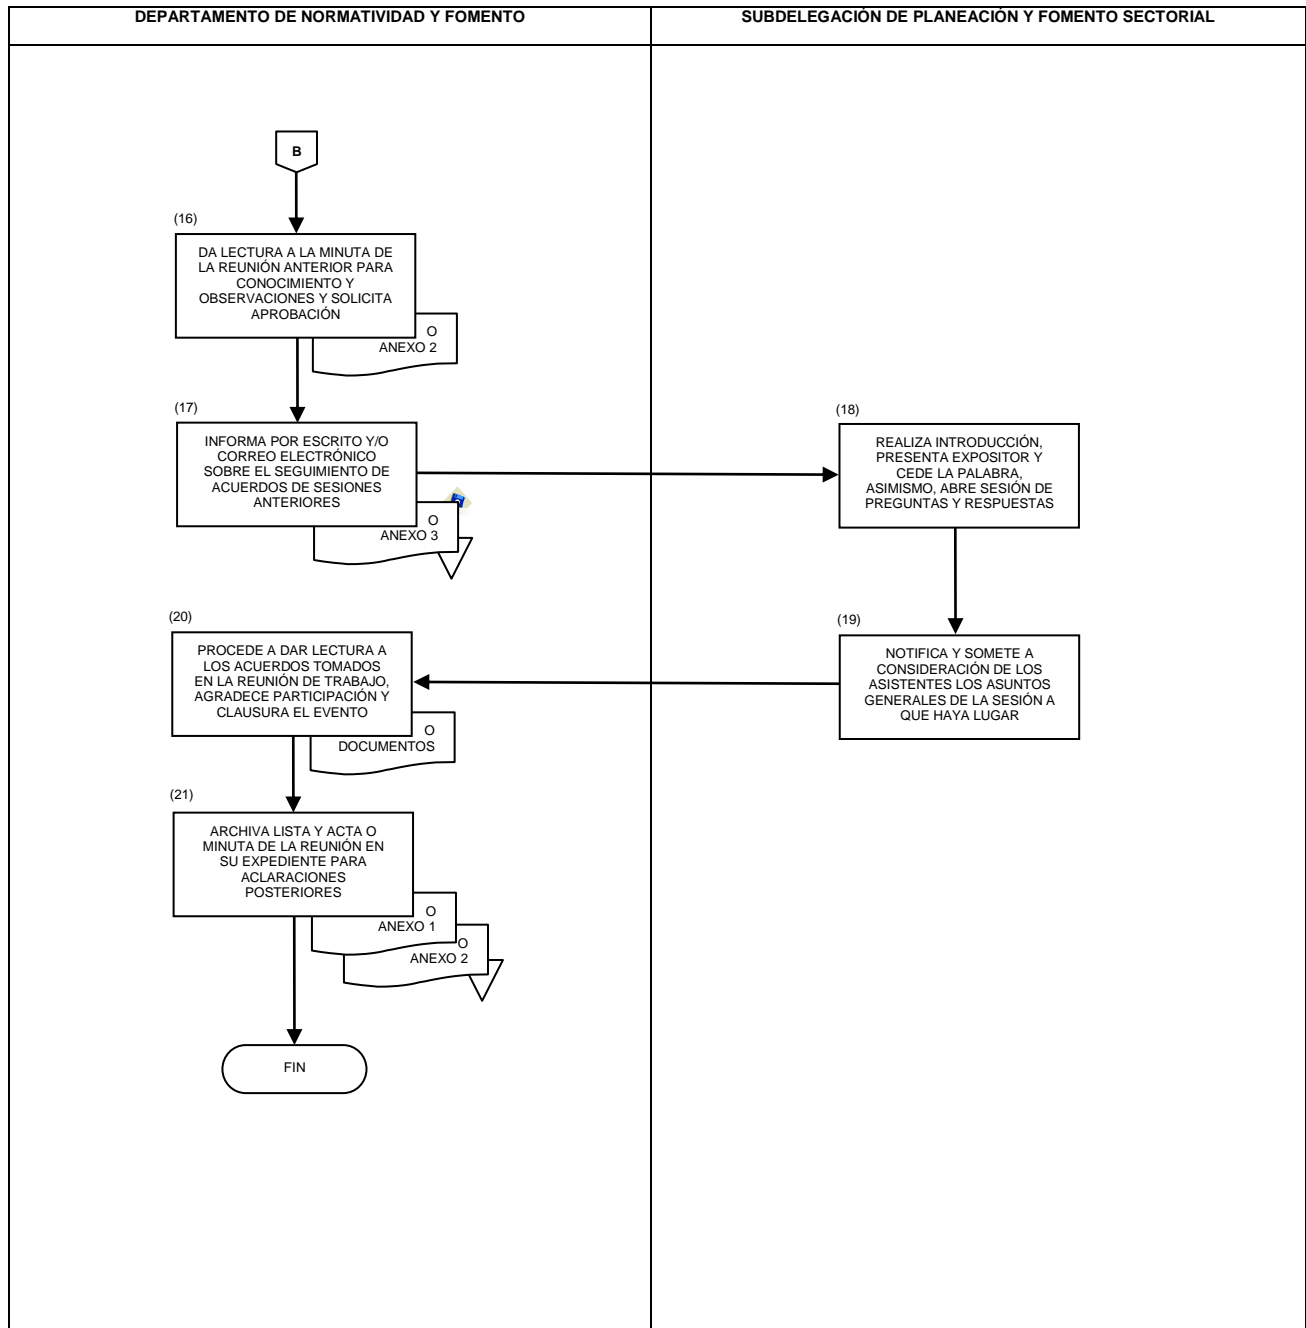 DEPARTAMENTO DE NORMATIVIDAD Y FOMENTO
SUBDELEGACIÓN DE PLANEACIÓN Y FOMENTO SECTORIAL
B
(16)
DA LECTURA A LA MINUTA DE
LA REUNIÓN ANTERIOR PARA
CONOCIMIENTO Y
OBSERVACIONES Y SOLICITA
APROBACIÓN
O
ANEXO 2
(17)
INFORMA POR ESCRITO Y/O
CORREO ELECTRÓNICO
SOBRE EL SEGUIMIENTO DE
ACUERDOS DE SESIONES
ANTERIORES
O
ANEXO 3
(18)
REALIZA INTRODUCCIÓN,
PRESENTA EXPOSITOR Y
CEDE LA PALABRA,
ASIMISMO, ABRE SESIÓN DE
PREGUNTAS Y RESPUESTAS
(19)
NOTIFICA Y SOMETE A
CONSIDERACIÓN DE LOS
ASISTENTES LOS ASUNTOS
GENERALES DE LA SESIÓN A
QUE HAYA LUGAR
(20)
PROCEDE A DAR LECTURA A
LOS ACUERDOS TOMADOS
EN LA REUNIÓN DE TRABAJO,
AGRADECE PARTICIPACIÓN Y
CLAUSURA EL EVENTO
O
DOCUMENTOS
(21)
ARCHIVA LISTA Y ACTA O
MINUTA DE LA REUNIÓN EN
SU EXPEDIENTE PARA
ACLARACIONES
POSTERIORES
O
ANEXO 1
O
ANEXO 2
FIN